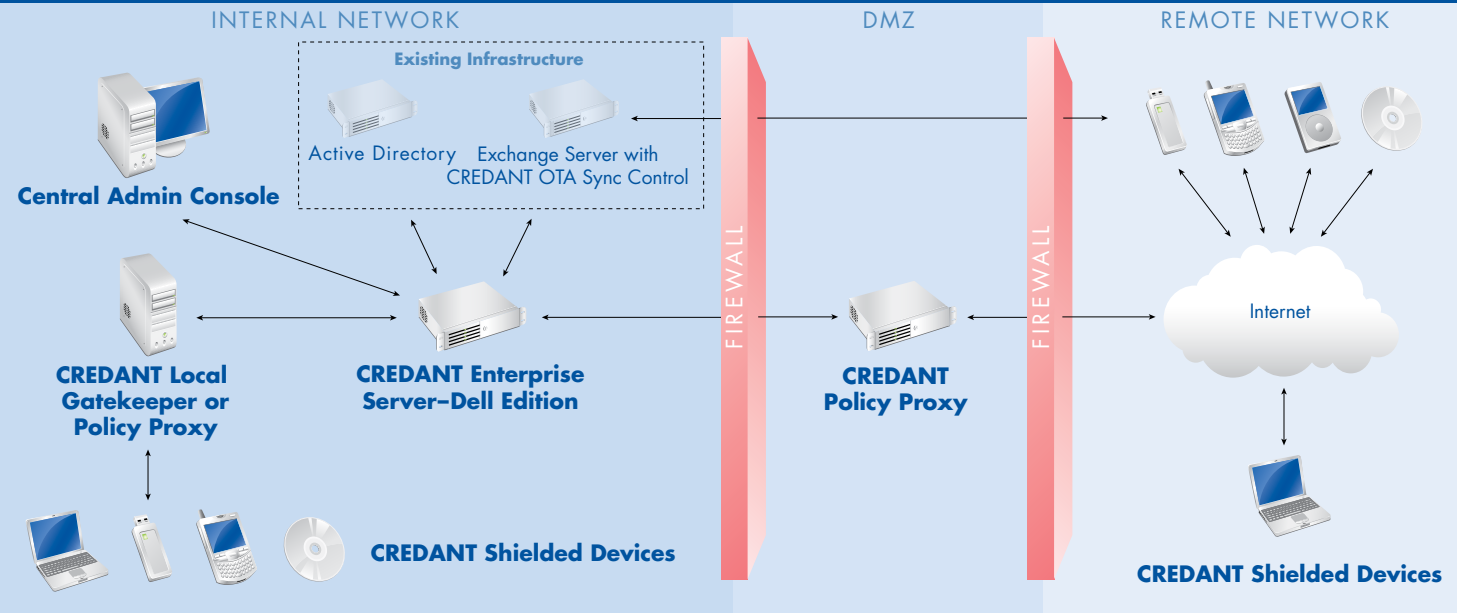 INTERNAL NETWORK
DMZ
REMOTE NETWORK
Existing Infrastructure
Active Directory
Exchange Server with
CREDANT OTA Sync Control
Central Admin Console
FIREWALL
FIREWALL
Internet
CREDANT Local
Gatekeeper or
Policy Proxy
CREDANT Enterprise
Server–Dell Edition
CREDANT
Policy Proxy
CREDANT Shielded Devices
CREDANT Shielded Devices